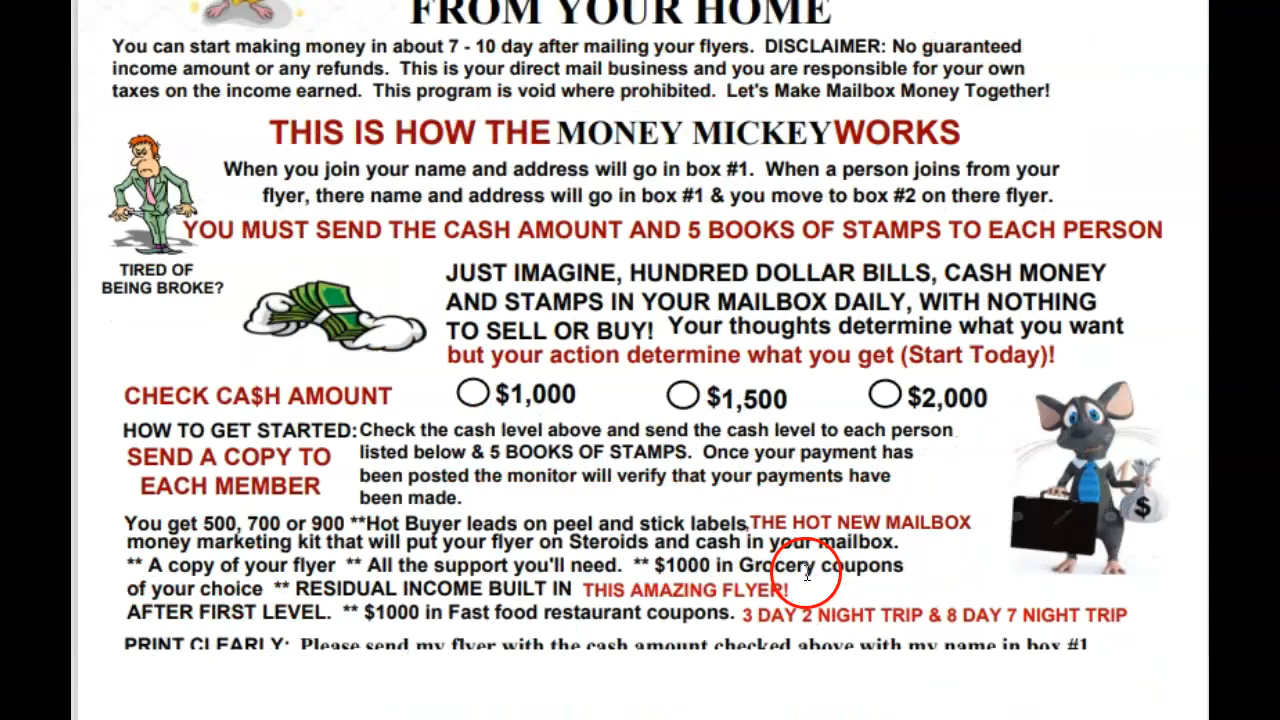 FROM YOUR HOME
You can start making money in about 7 - 10 day after mailing your flyers. DISCLAIMER: No guaranteed
income amount or any refunds. This is your direct mail business and you are responsible for your own
taxes on the income earned. This program is void where prohibited. Let's Make Mailbox Money Together!
THIS IS HOW THE MONEY MICKEY WORKS
When you join your name and address will go in box #1. When a person joins from your
flyer, there name and address will go in box #1 & you move to box #2 on there flyer.
YOU MUST SEND THE CASH AMOUNT AND 5 BOOKS OF STAMPS TO EACH PERSON
TIRED OF
BEING BROKE?
JUST IMAGINE, HUNDRED DOLLAR BILLS, CASH MONEY
AND STAMPS IN YOUR MAILBOX DAILY, WITH NOTHING
TO SELL OR BUY! Your thoughts determine what you want
but your action determine what you get (Start Today)!
CHECK CA$H AMOUNT $1,000 $1,500 $2,000
HOW TO GET STARTED: Check the cash level above and send the cash level to each person
SEND A COPY TO
EACH MEMBER
listed below & 5 BOOKS OF STAMPS. Once your payment has
been posted the monitor will verify that your payments have
been made.
You get 500, 700 or 900 **Hot Buyer leads on peel and stick labels, THE HOT NEW MAILBOX
money marketing kit that will put your flyer on Steroids and cash in your mailbox.
** A copy of your flyer ** All the support you'll need. ** $1000 in Grocery coupons
of your choice ** RESIDUAL INCOME BUILT IN THIS AMAZING FLYER!
AFTER FIRST LEVEL. ** $1000 in Fast food restaurant coupons. 3 DAY 2 NIGHT TRIP & 8 DAY 7 NIGHT TRIP
PRINT CLEARLY: Please send my flyer with the cash amount checked above with my name in box #1
$